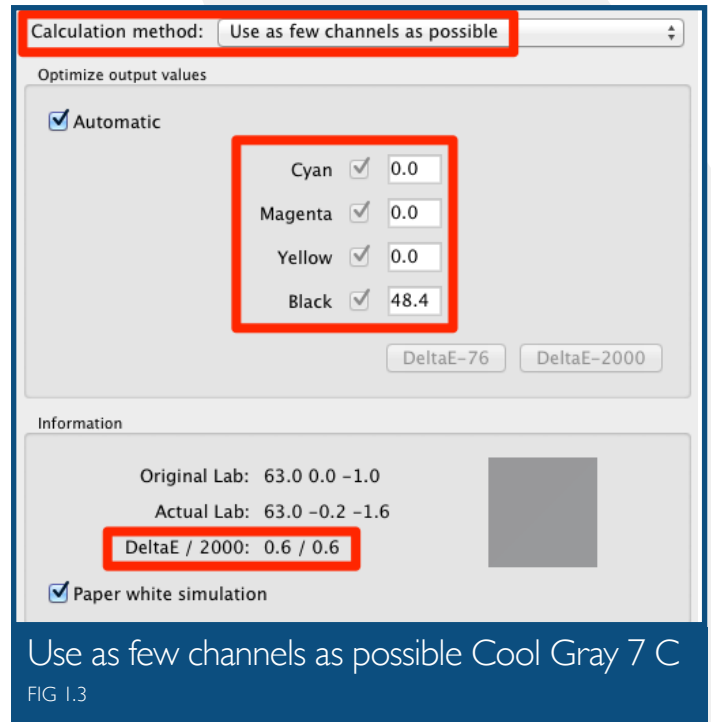 Calculation method: Use as few channels as possible
Optimize output values
Automatic
Cyan 0.0
Magenta 0.0
Yellow 0.0
Black 48.4
DeltaE-76 DeltaE-2000
Information
Original Lab: 63.0 0.0 -1.0
Actual Lab: 63.0 -0.2 -1.6
DeltaE / 2000: 0.6 / 0.6
Paper white simulation
Use as few channels as possible Cool Gray 7 C
FIG 1.3